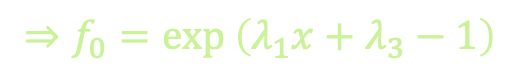 ⇒ f₀ = exp (λ₁x + λ₃ − 1)